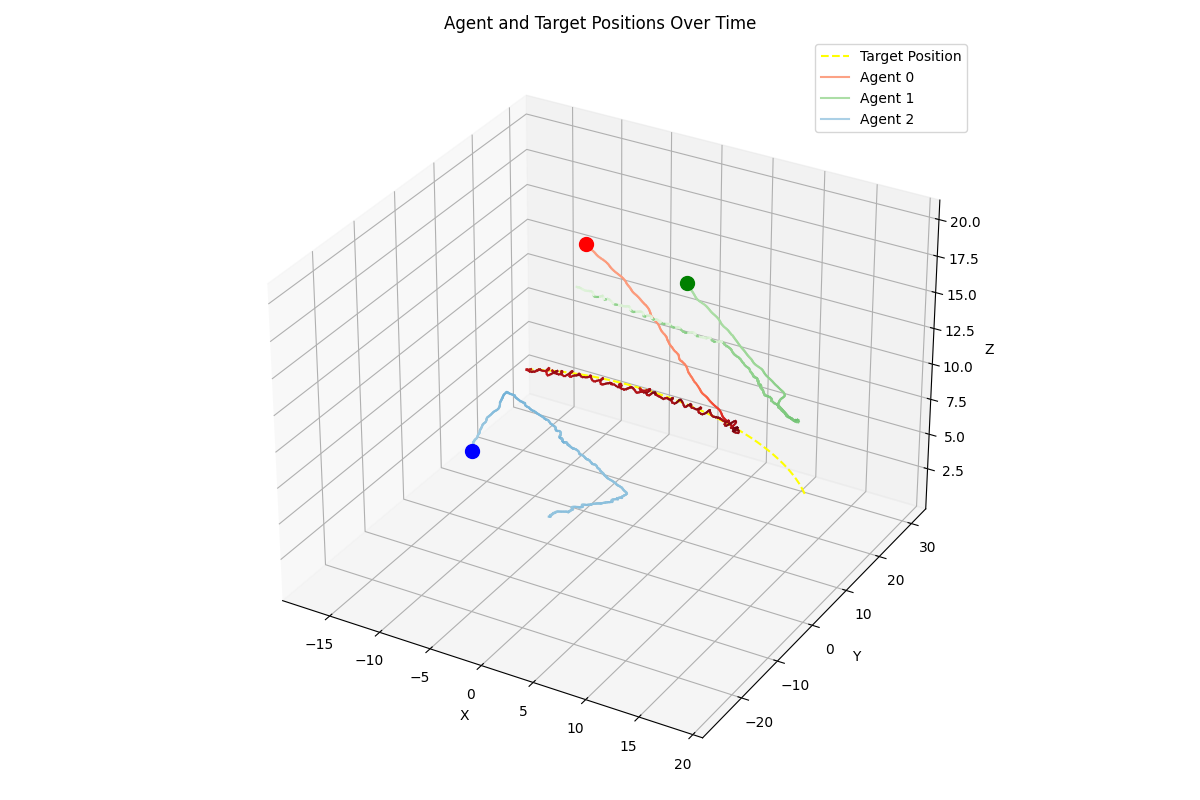 Agent and Target Positions Over Time
Target Position
Agent 0
Agent 1
Agent 2
20.0
17.5
15.0
12.5
10.0
7.5
5.0
2.5
Z
30
20
10
0
−10
−20
Y
−15
−10
−5
0
5
10
15
20
X